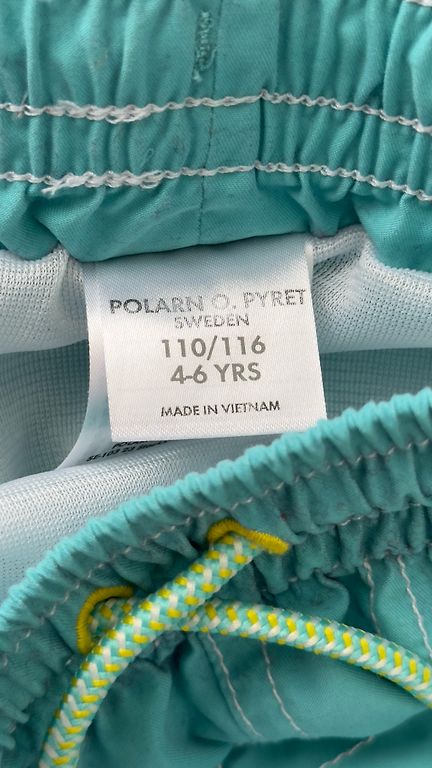 POLARN O. PYRET
SWEDEN
110/116
4-6 YRS
MADE IN VIETNAM